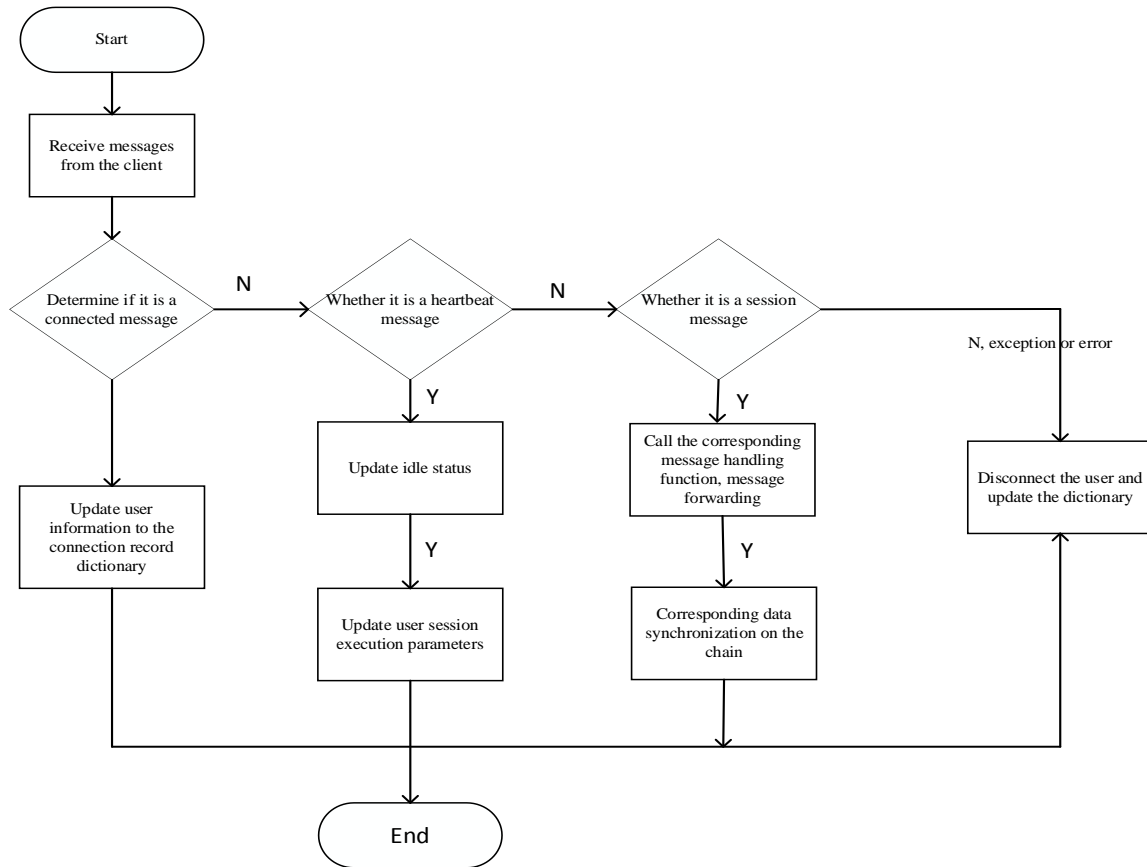 Start
Receive messages
from the client
Determine if it is a
connected message
N
Whether it is a heartbeat
message
N
Whether it is a session
message
N, exception or error
Y
Y
Update idle status
Call the corresponding
message handling
function, message
forwarding
Disconnect the user and
update the dictionary
Update user
information to the
connection record
dictionary
Y
Y
Update user session
execution parameters
Corresponding data
synchronization on the
chain
End